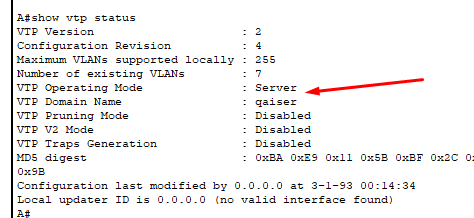 A#show vtp status
VTP Version : 2
Configuration Revision : 4
Maximum VLANs supported locally : 255
Number of existing VLANs : 7
VTP Operating Mode : Server
VTP Domain Name : qaiser
VTP Pruning Mode : Disabled
VTP V2 Mode : Disabled
VTP Traps Generation : Disabled
MD5 digest : 0xBA 0xE9 0x11 0x5B 0xBF 0x2C
0x9B
Configuration last modified by 0.0.0.0 at 3-1-93 00:14:34
Local updater ID is 0.0.0.0 (no valid interface found)
A#